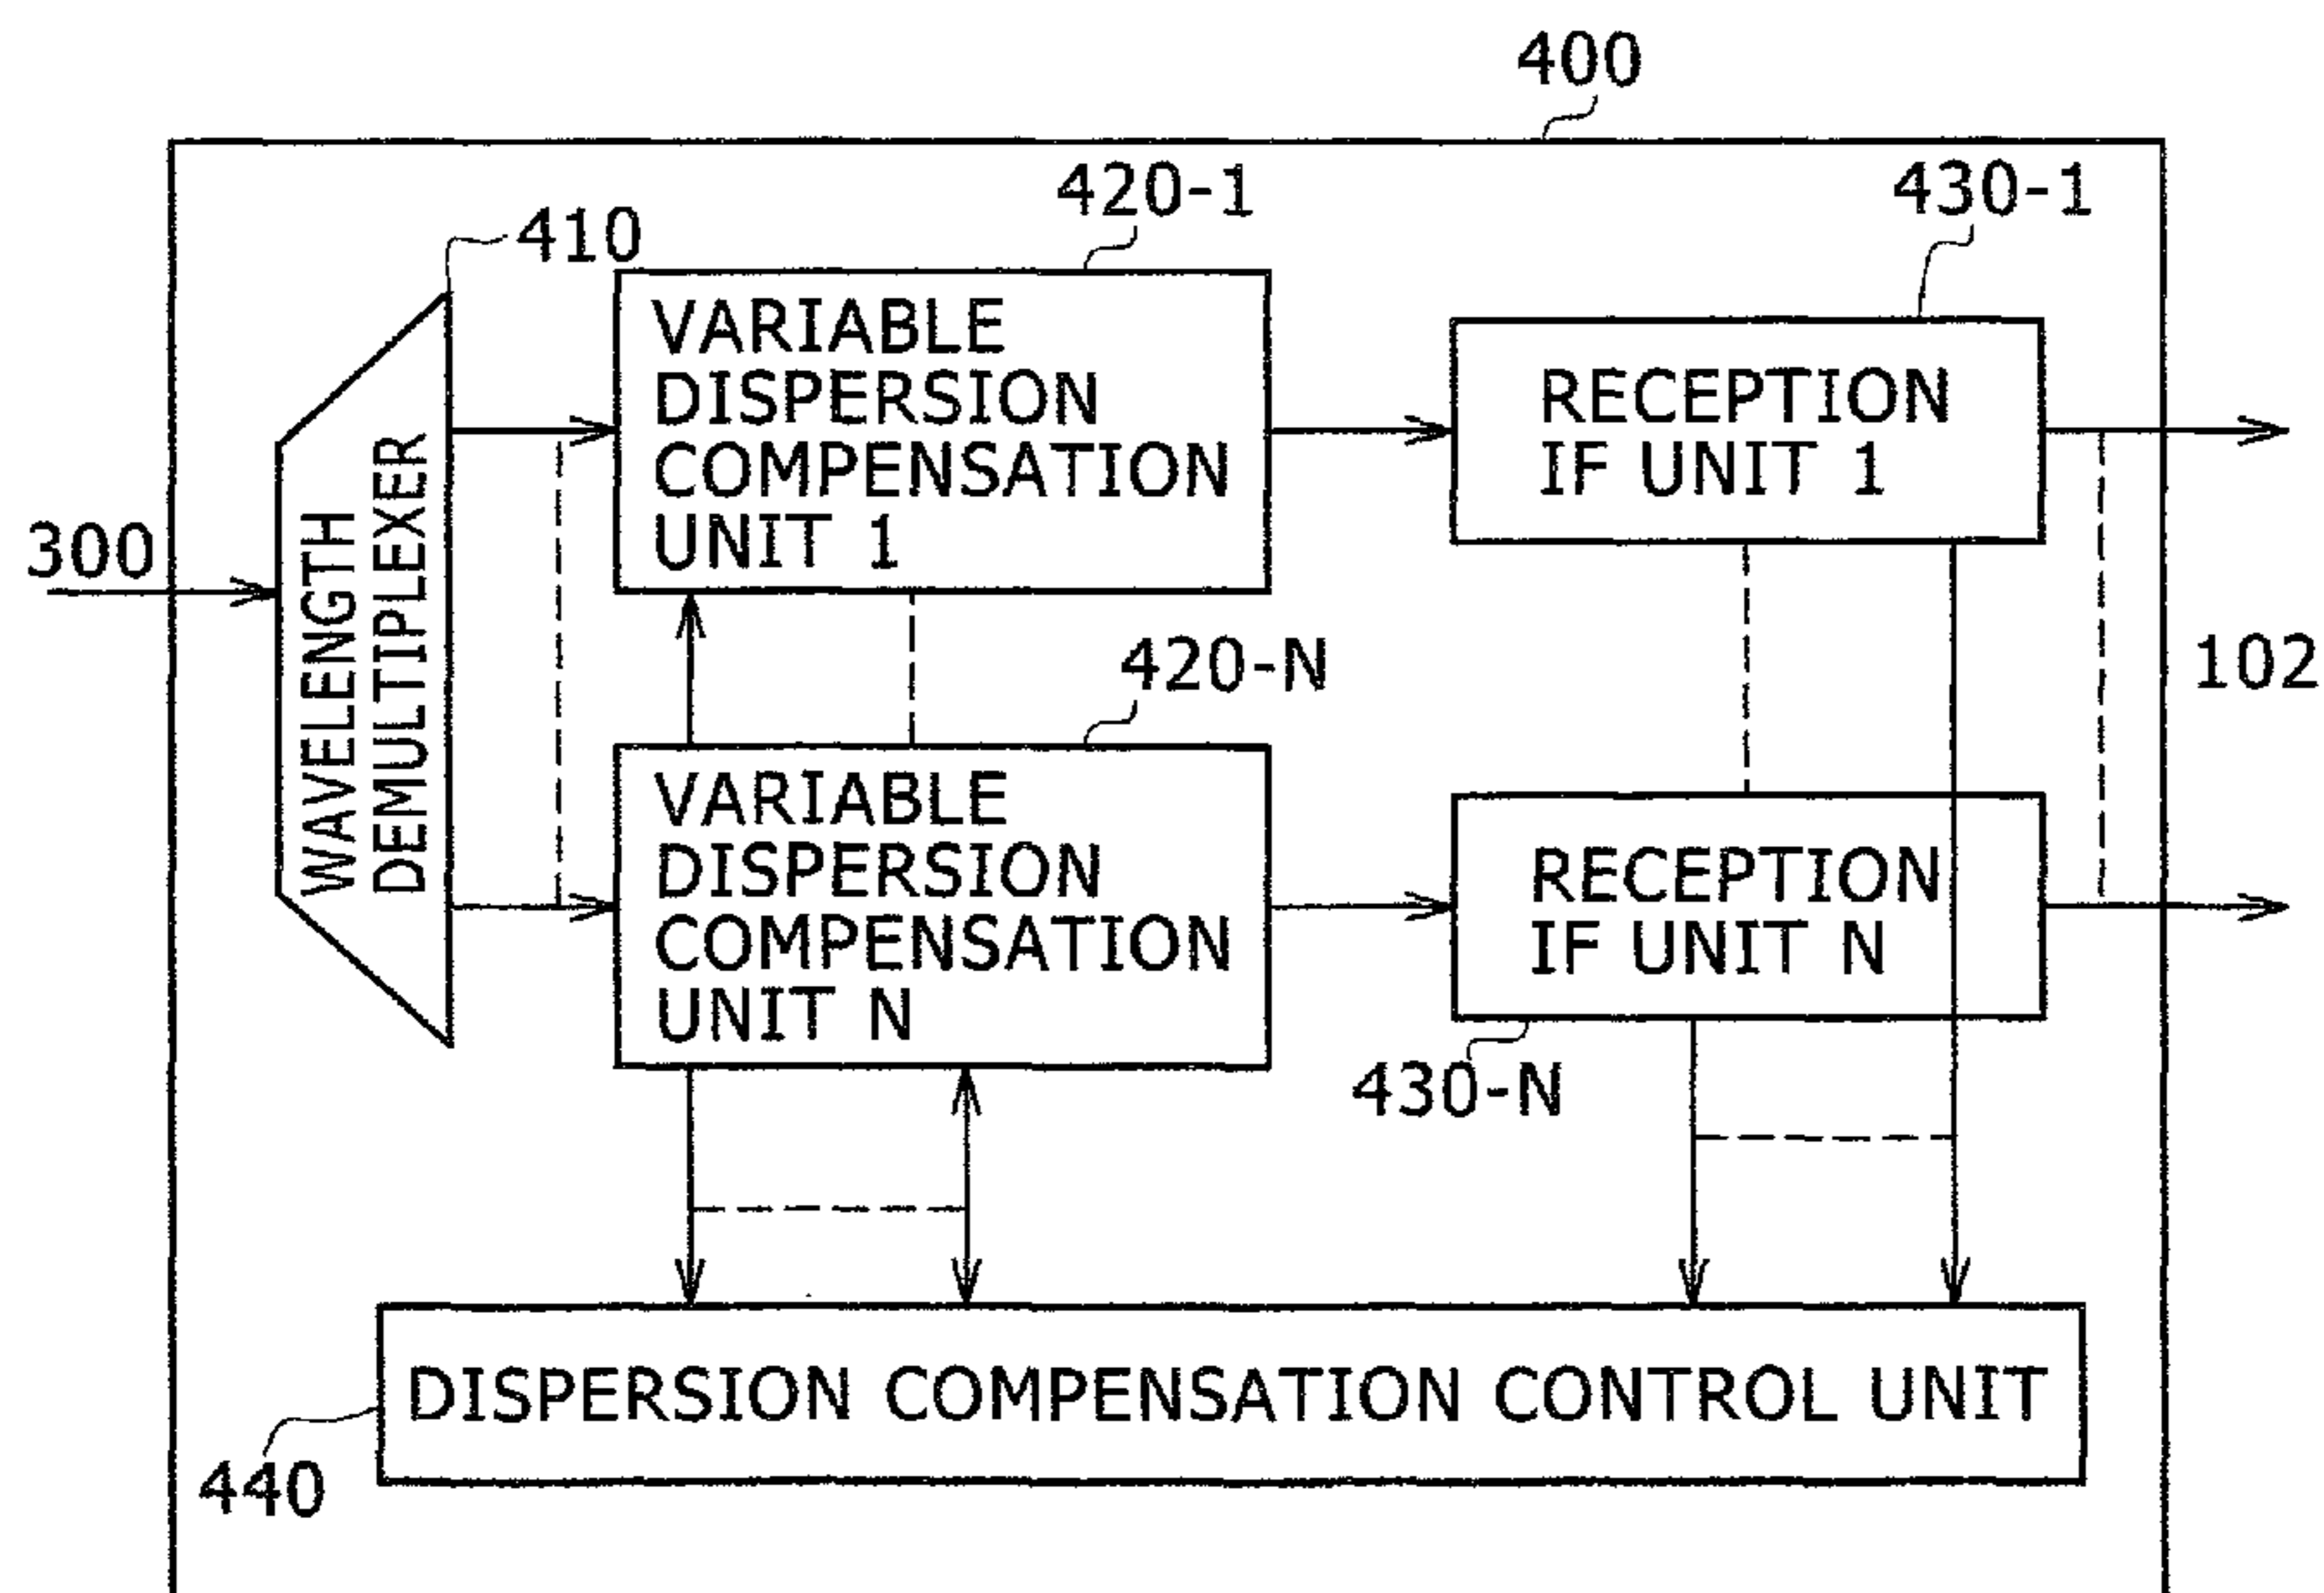 400
420-1
430-1
410
VARIABLE
DISPERSION
COMPENSATION
UNIT 1
RECEPTION
IF UNIT 1
300
WAVELENGTH
DEMULTIPLEXER
420-N
102
VARIABLE
DISPERSION
COMPENSATION
UNIT N
RECEPTION
IF UNIT N
430-N
DISPERSION COMPENSATION CONTROL UNIT
440